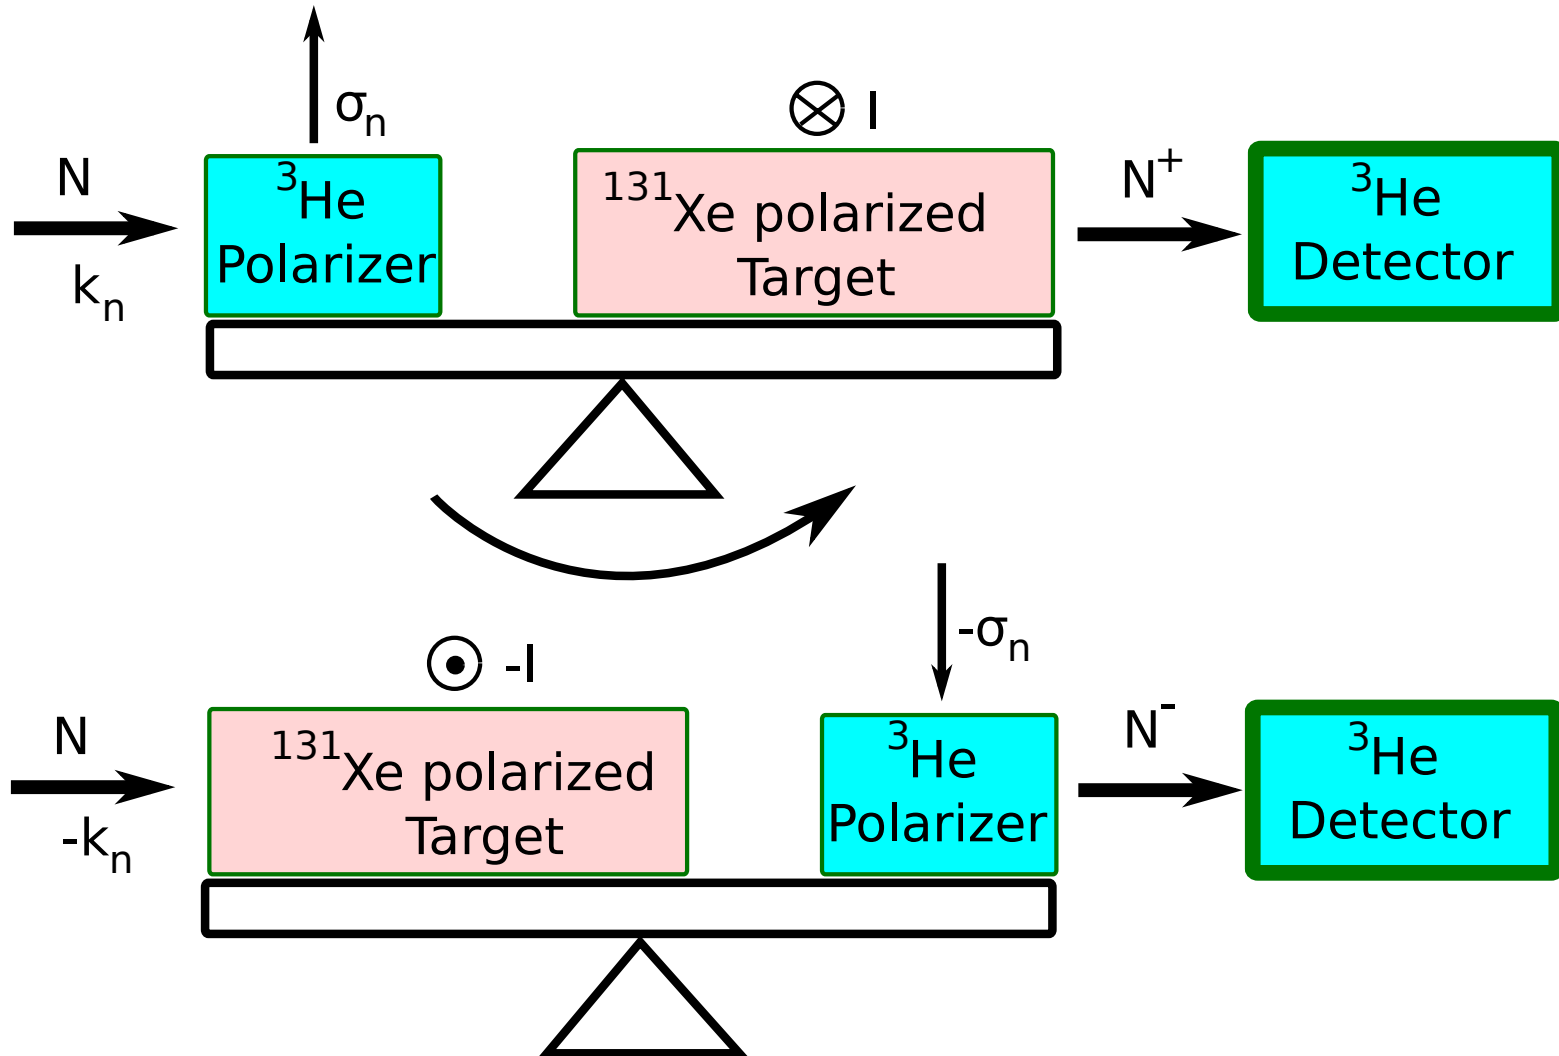 σₙ
I
N
³He
Polarizer
¹³¹Xe polarized
Target
N⁺
³He
Detector
kₙ
-σₙ
-I
N
¹³¹Xe polarized
Target
³He
Polarizer
N⁻
³He
Detector
-kₙ